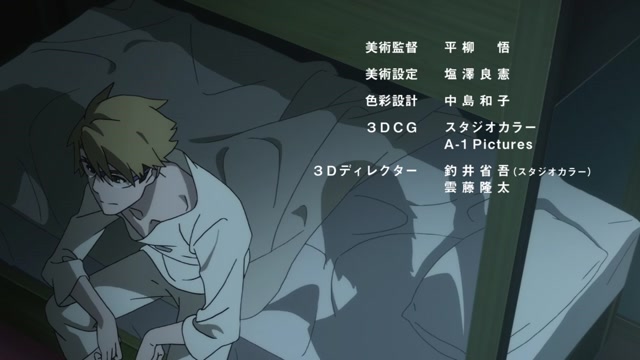 美術監督 平柳 悟
美術設定 塩澤良憲
色彩設計 中島和子
3DCG スタジオカラー
A-1 Pictures
3Dディレクター 釣井省吾(スタジオカラー)
雲藤隆太